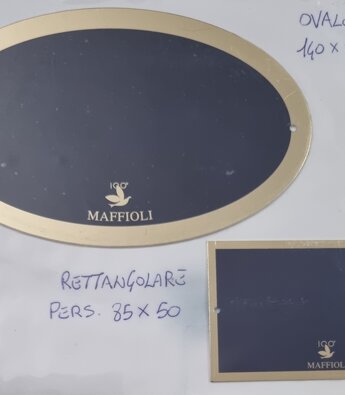 OVALE
140 x
100°
MAFFIOLI
RETTANGOLARE
PERS. 85 x 50
100°
MAFFIOLI